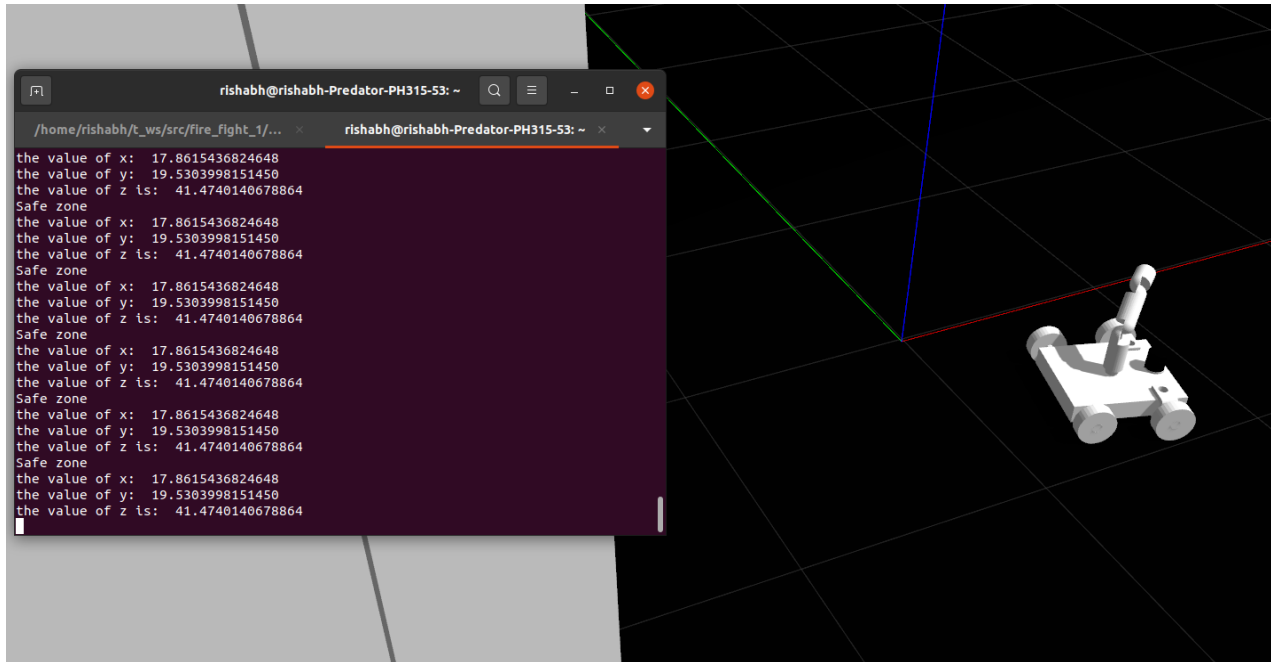 rishabh@rishabh-Predator-PH315-53: ~
/home/rishabh/t_ws/src/fire_fight_1/... rishabh@rishabh-Predator-PH315-53: ~
the value of x:  17.8615436824648
the value of y:  19.5303998151450
the value of z is:  41.4740140678864
Safe zone
the value of x:  17.8615436824648
the value of y:  19.5303998151450
the value of z is:  41.4740140678864
Safe zone
the value of x:  17.8615436824648
the value of y:  19.5303998151450
the value of z is:  41.4740140678864
Safe zone
the value of x:  17.8615436824648
the value of y:  19.5303998151450
the value of z is:  41.4740140678864
Safe zone
the value of x:  17.8615436824648
the value of y:  19.5303998151450
the value of z is:  41.4740140678864
Safe zone
the value of x:  17.8615436824648
the value of y:  19.5303998151450
the value of z is:  41.4740140678864